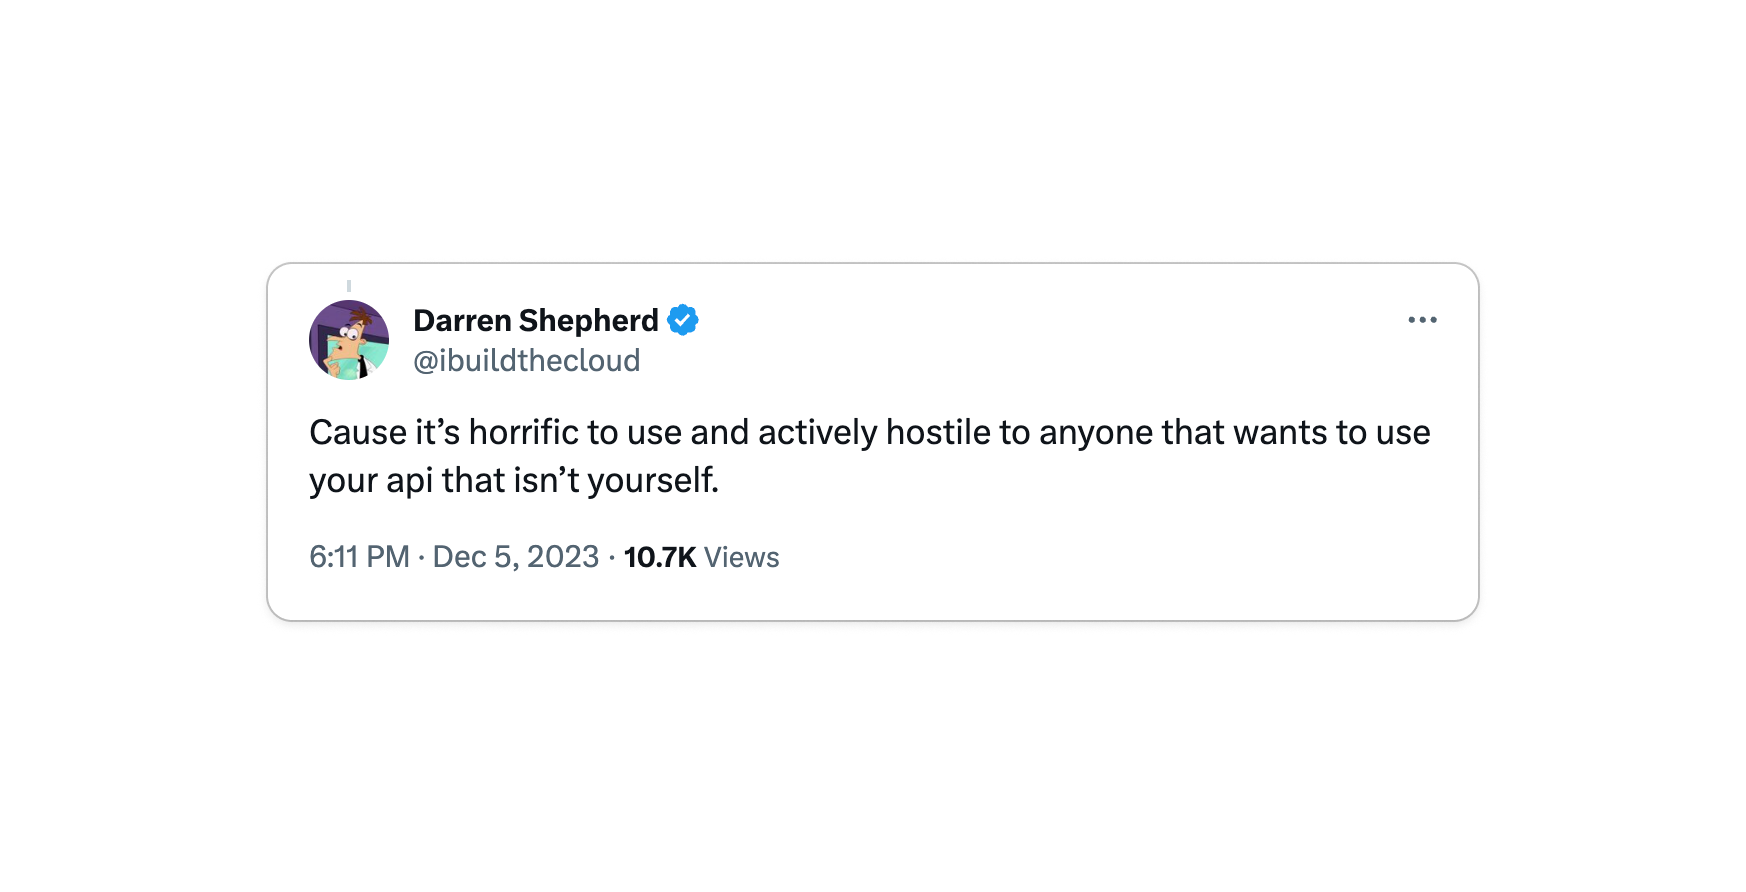 Darren Shepherd
@ibuildthecloud
Cause it’s horrific to use and actively hostile to anyone that wants to use
your api that isn’t yourself.
6:11 PM · Dec 5, 2023 · 10.7K Views